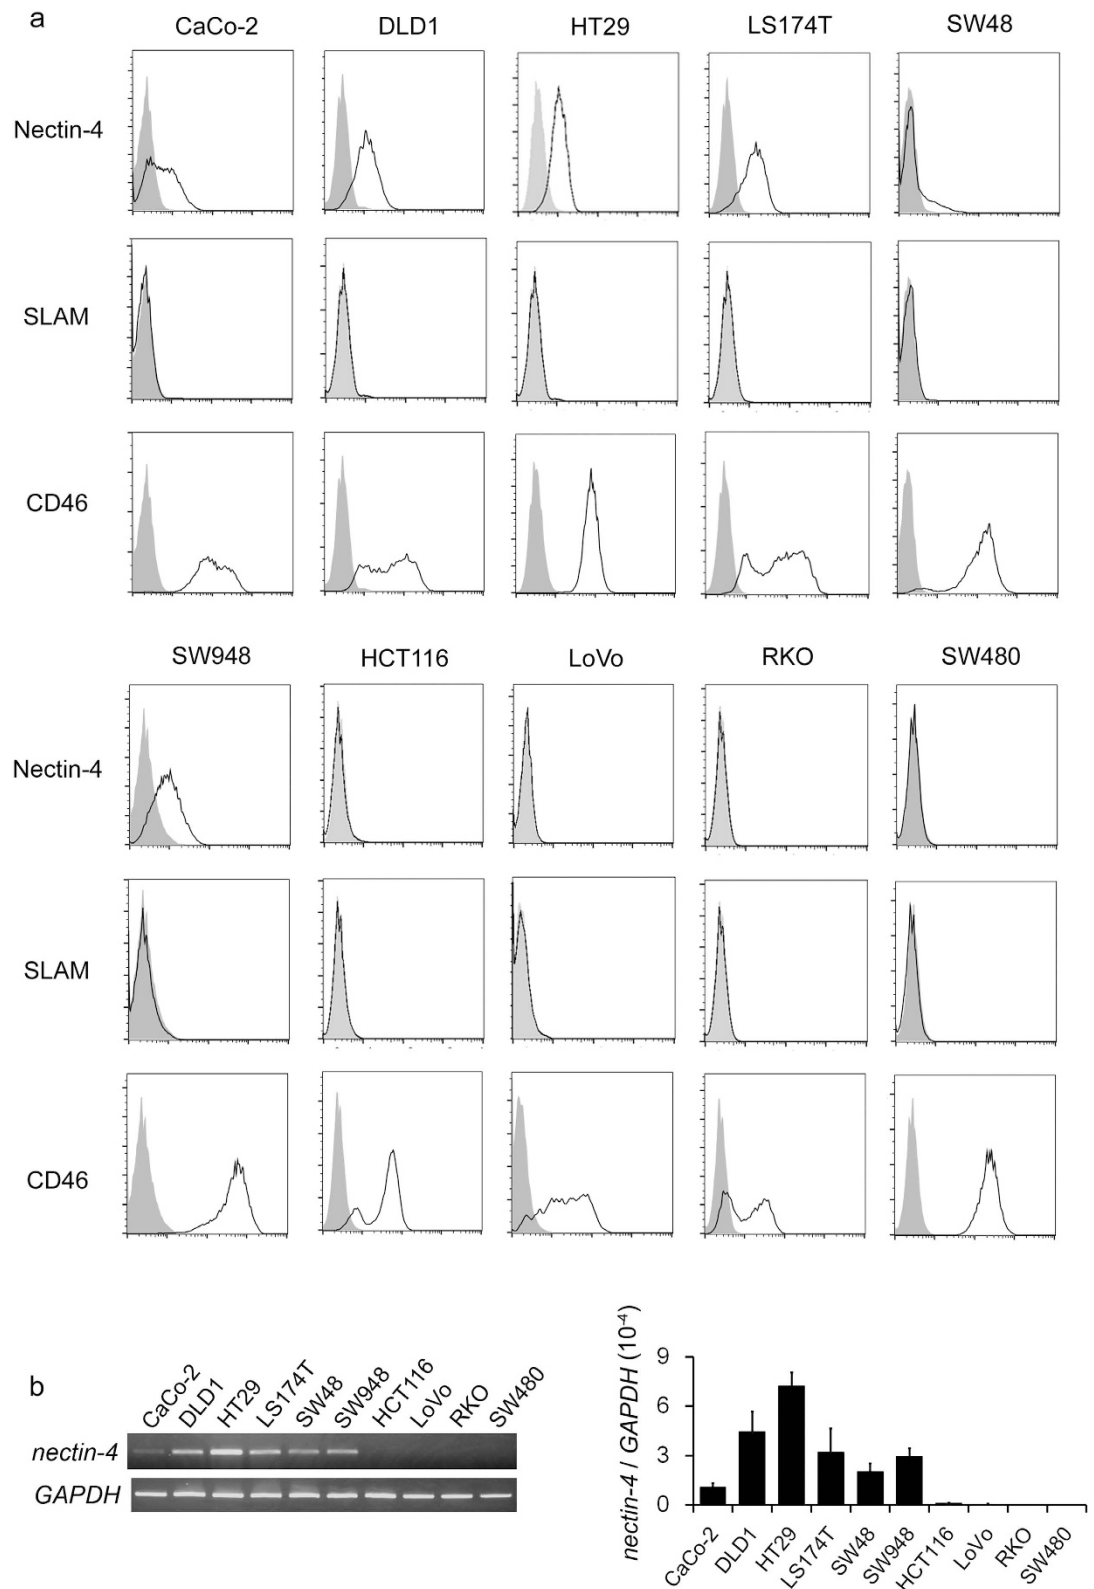 a
CaCo-2 DLD1 HT29 LS174T SW48
Nectin-4
SLAM
CD46
SW948 HCT116 LoVo RKO SW480
Nectin-4
SLAM
CD46
b
CaCo-2 DLD1 HT29 LS174T SW48 SW948 HCT116 LoVo RKO SW480
nectin-4
GAPDH
nectin-4 / GAPDH (10⁻⁴)
9
6
3
0
CaCo-2 DLD1 HT29 LS174T SW48 SW948 HCT116 LoVo RKO SW480